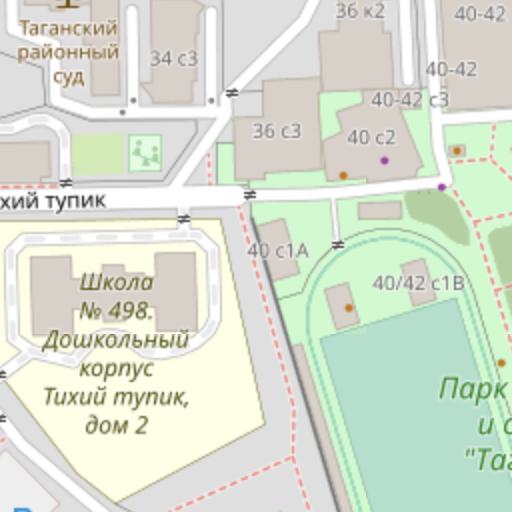 36 к2
40-42
Таганский
районный
суд
34 с3
40-42
40-42 с3
36 с3
40 с2
хий тупик
40 с1А
Школа
№ 498.
Дошкольный
корпус
Тихий тупик,
дом 2
40/42 с1В
Парк
и с
"Таг